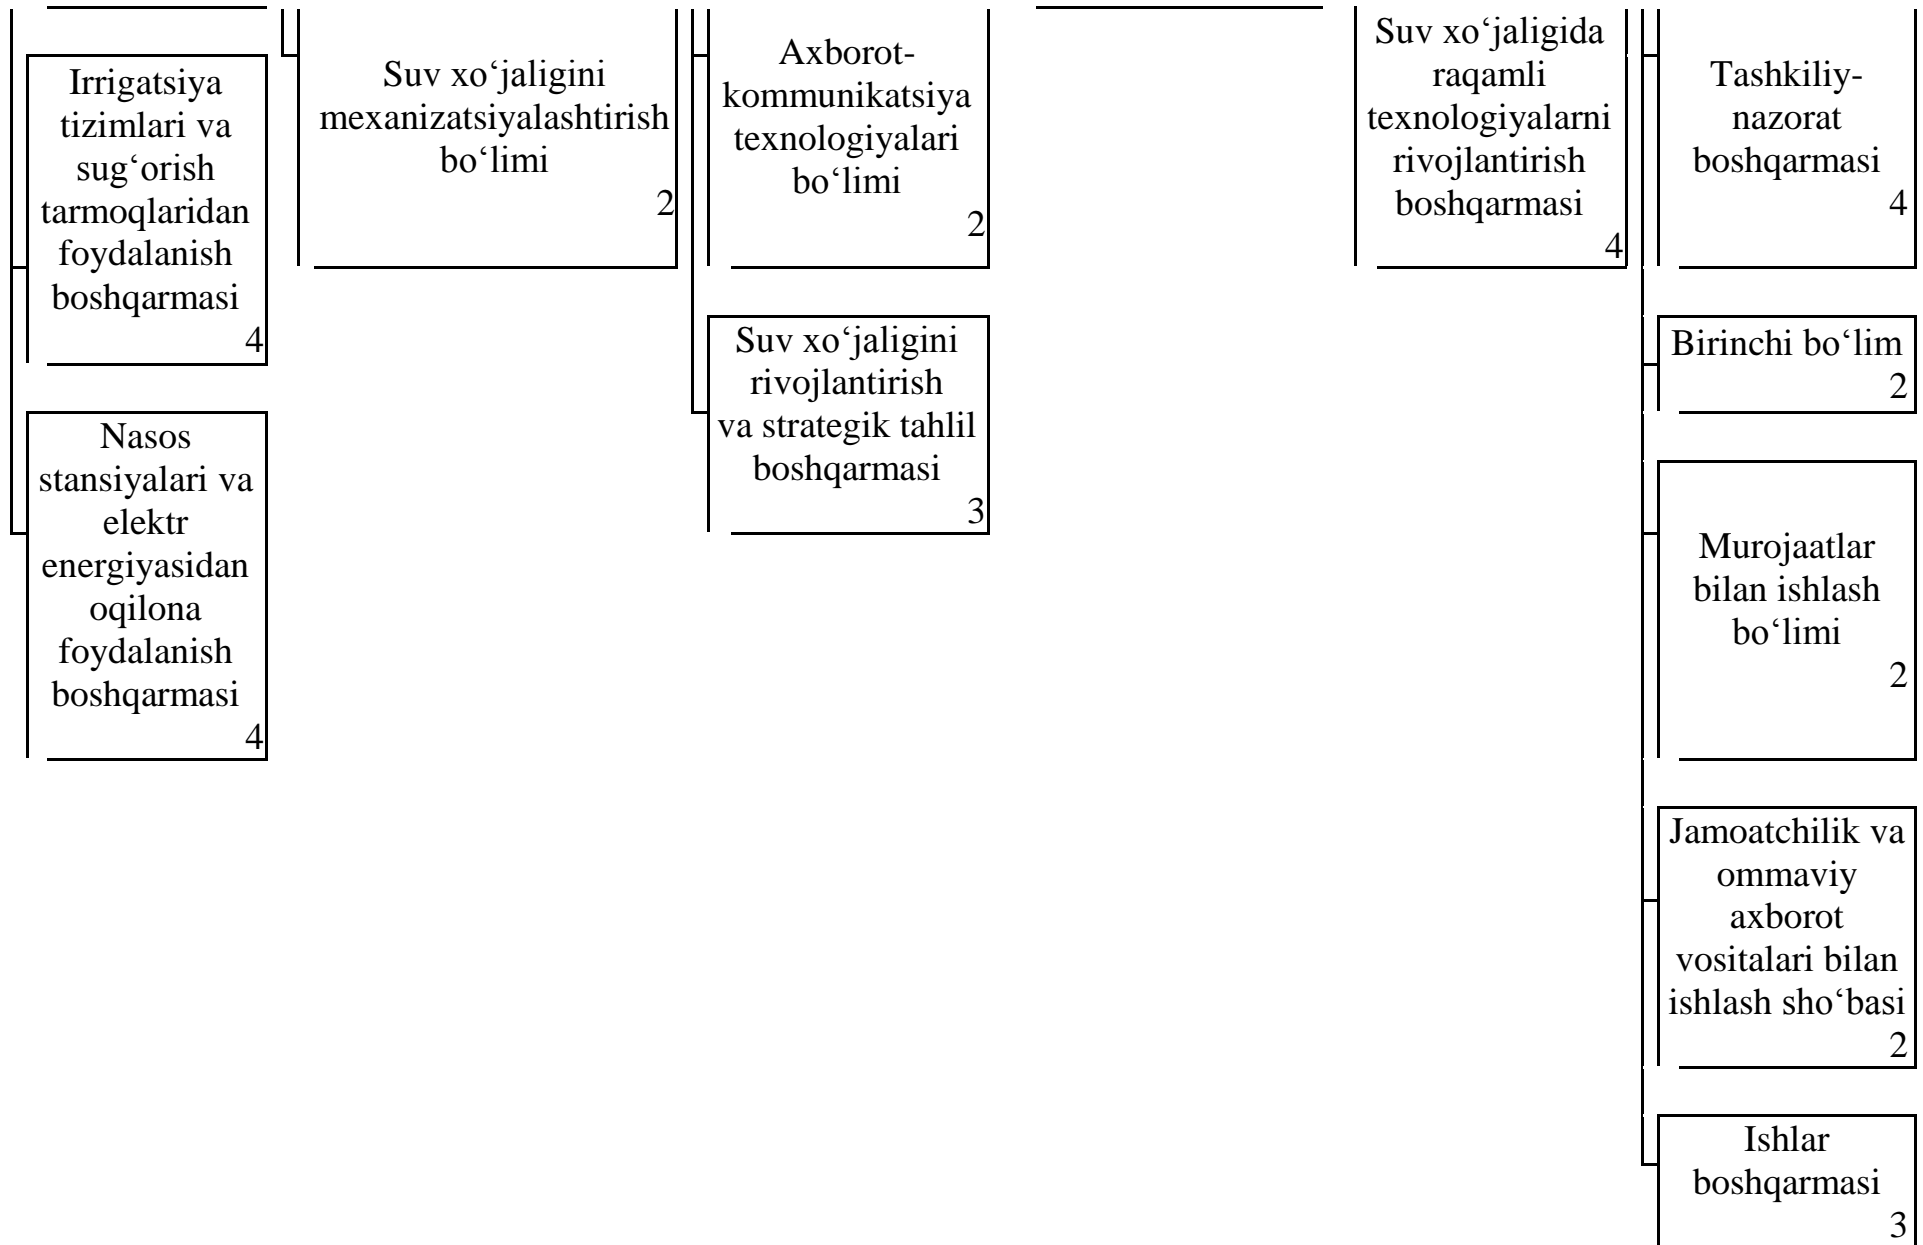 Irrigatsiya
tizimlari va
sug‘orish
tarmoqlaridan
foydalanish
boshqarmasi
4
Nasos
stansiyalari va
elektr
energiyasidan
oqilona
foydalanish
boshqarmasi
4
Suv xo‘jaligini
mexanizatsiyalashtirish
bo‘limi
2
Axborot-
kommunikatsiya
texnologiyalari
bo‘limi
2
Suv xo‘jaligini
rivojlantirish
va strategik tahlil
boshqarmasi
3
Suv xo‘jaligida
raqamli
texnologiyalarni
rivojlantirish
boshqarmasi
4
Tashkiliy-
nazorat
boshqarmasi
4
Birinchi bo‘lim
2
Murojaatlar
bilan ishlash
bo‘limi
2
Jamoatchilik va
ommaviy
axborot
vositalari bilan
ishlash sho‘basi
2
Ishlar
boshqarmasi
3